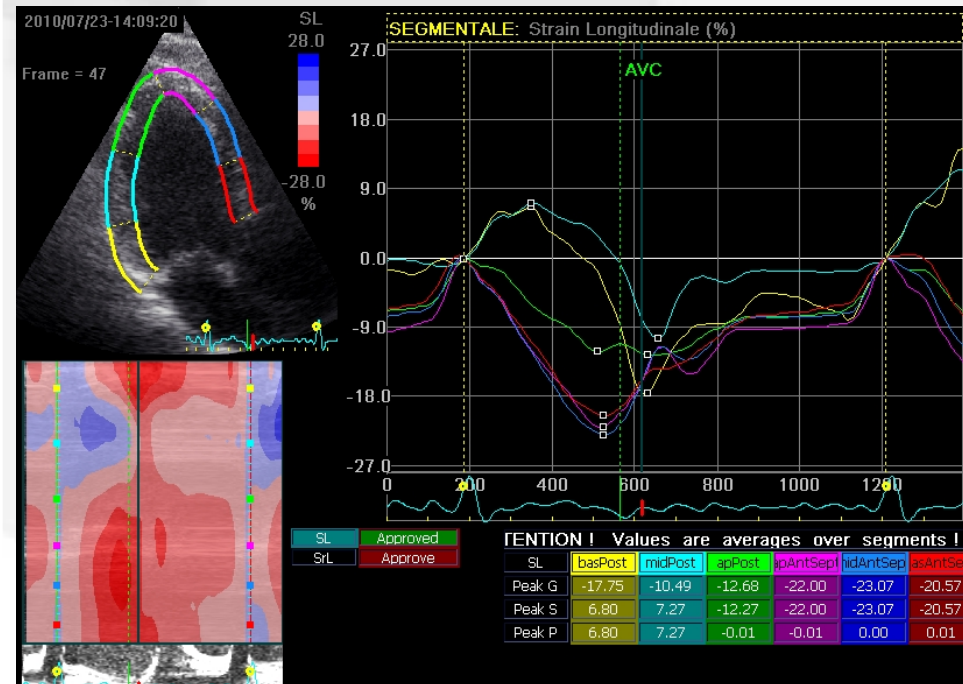 2010/07/23-14:09:20
SL
28.0
Frame = 47
-28.0
%
SEGMENTALE: Strain Longitudinale (%)
27.0
AVC
18.0
9.0
0.0
-9.0
-18.0
-27.0
0 200 400 600 800 1000 1200
SL Approved
SrL Approve
TENTION ! Values are averages over segments !
SL basPost midPost apPost pAntSept idAntSep asAntSe
Peak G -17.75 -10.49 -12.68 -22.00 -23.07 -20.57
Peak S 6.80 7.27 -12.27 -22.00 -23.07 -20.57
Peak P 6.80 7.27 -0.01 -0.01 0.00 0.01